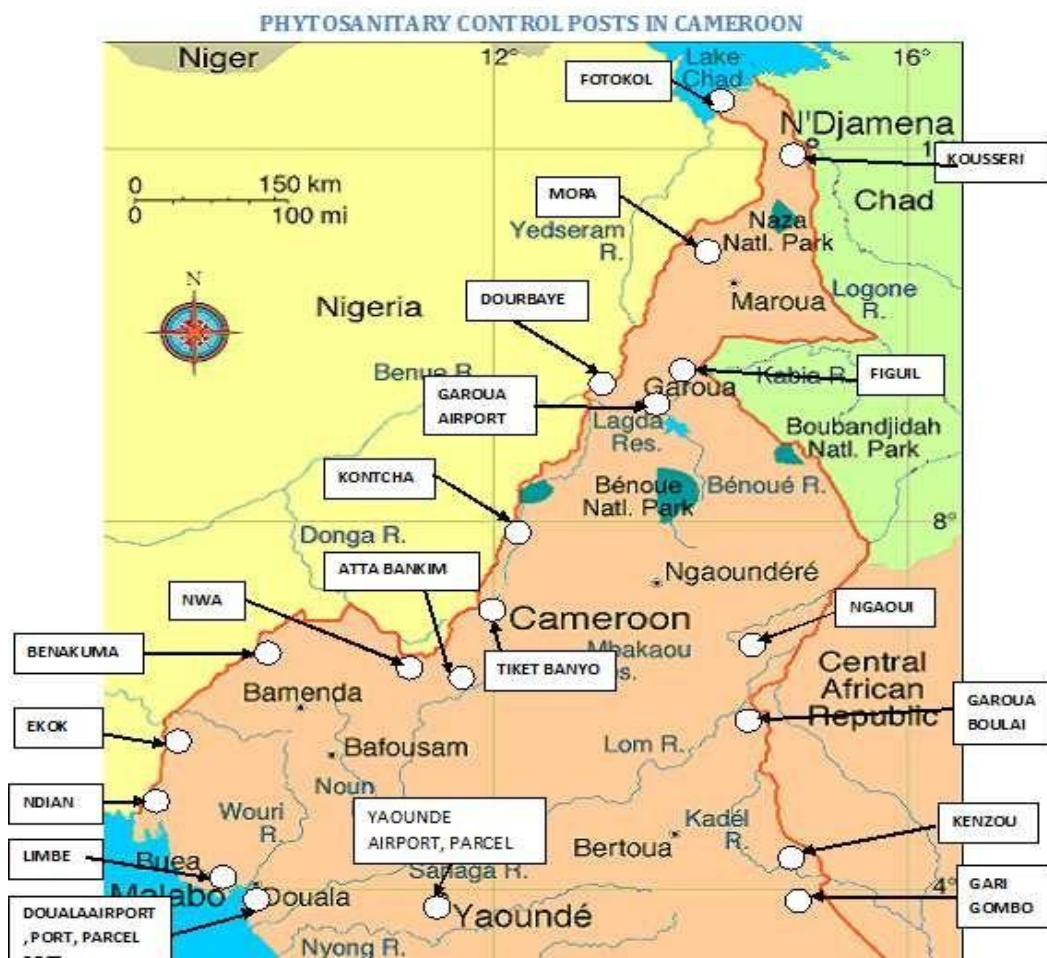 PHYTOSANITARY CONTROL POSTS IN CAMEROON
Niger
12°
16°
Lake
Chad
FOTOKOL
N'Djamena
KOUSSERI
0 150 km
0 100 mi
MORA
Chad
Naza
Natl. Park
Yedseram
R.
N
Nigeria
DOURBAYE
Maroua
Logone
R.
Benue R.
GAROUA
AIRPORT
Garoua
Kabia R.
FIGUIL
Lagda
Res.
Boubandjidah
Natl. Park
KONTCHA
Bénoue
Natl. Park
Bénoué R.
8°
Donga R.
ATTA BANKIM
Ngaoundéré
NWA
Cameroon
NGAOUI
BENAKUMA
Mbakaou
TIKET BANYO
Bamenda
Central
African
Republic
GAROUA
BOULAI
EKOK
Bafousam
Lom R.
NDIAN
Noun
Wouri
R.
YAOUNDE
AIRPORT, PARCEL
Kadél
R.
KENZOU
Bertoua
LIMBE
Buea
Sanaga R.
Malabo
Douala
Yaoundé
4°
GARI
GOMBO
DOUALAAIRPORT
,PORT, PARCEL
Nyong R.